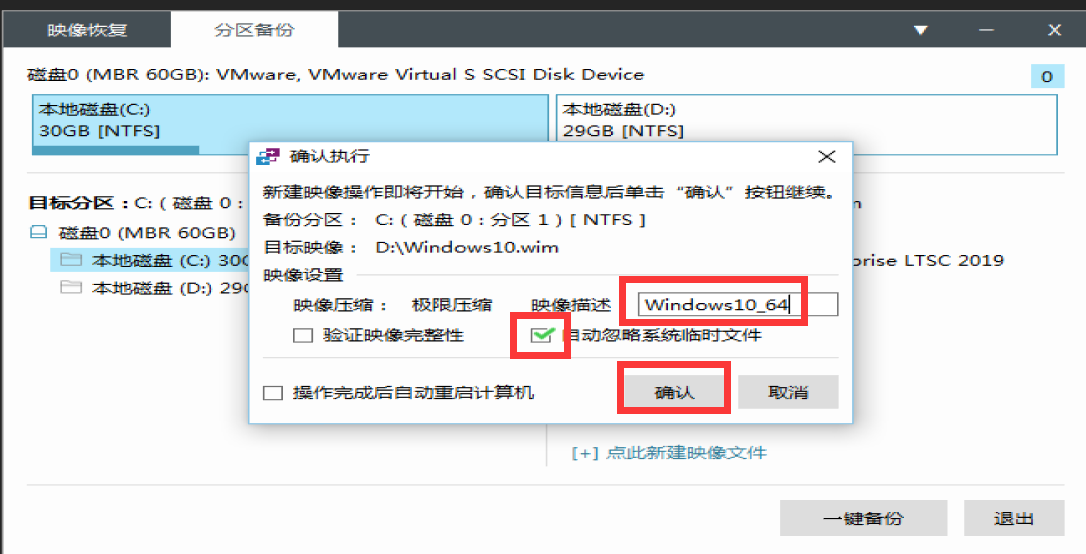 映像恢复 分区备份
磁盘0 (MBR 60GB): VMware, VMware Virtual S SCSI Disk Device 0
本地磁盘(C:) 本地磁盘(D:)
30GB [NTFS] 29GB [NTFS]
确认执行
新建映像操作即将开始，确认目标信息后单击“确认”按钮继续。
目标分区：C: ( 磁盘 0 :
备份分区： C: ( 磁盘 0 : 分区 1 ) [ NTFS ]
磁盘0 (MBR 60GB)
目标映像： D:\Windows10.wim
本地磁盘 (C:) 30G
orise LTSC 2019
映像设置
本地磁盘 (D:) 29G
映像压缩： 极限压缩 映像描述 Windows10_64
验证映像完整性 自动忽略系统临时文件
操作完成后自动重启计算机 确认 取消
[+] 点此新建映像文件
一键备份 退出